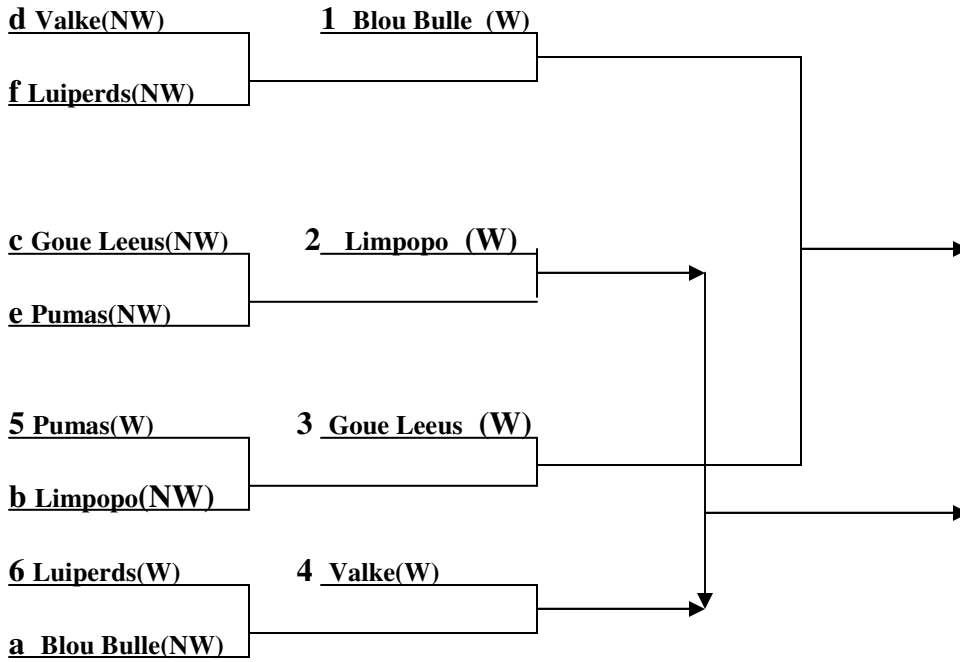 d Valke(NW)
1 Blou Bulle (W)
f Luiperds(NW)
c Goue Leeus(NW)
2 Limpopo (W)
e Pumas(NW)
5 Pumas(W)
3 Goue Leeus (W)
b Limpopo(NW)
6 Luiperds(W)
4 Valke(W)
a Blou Bulle(NW)